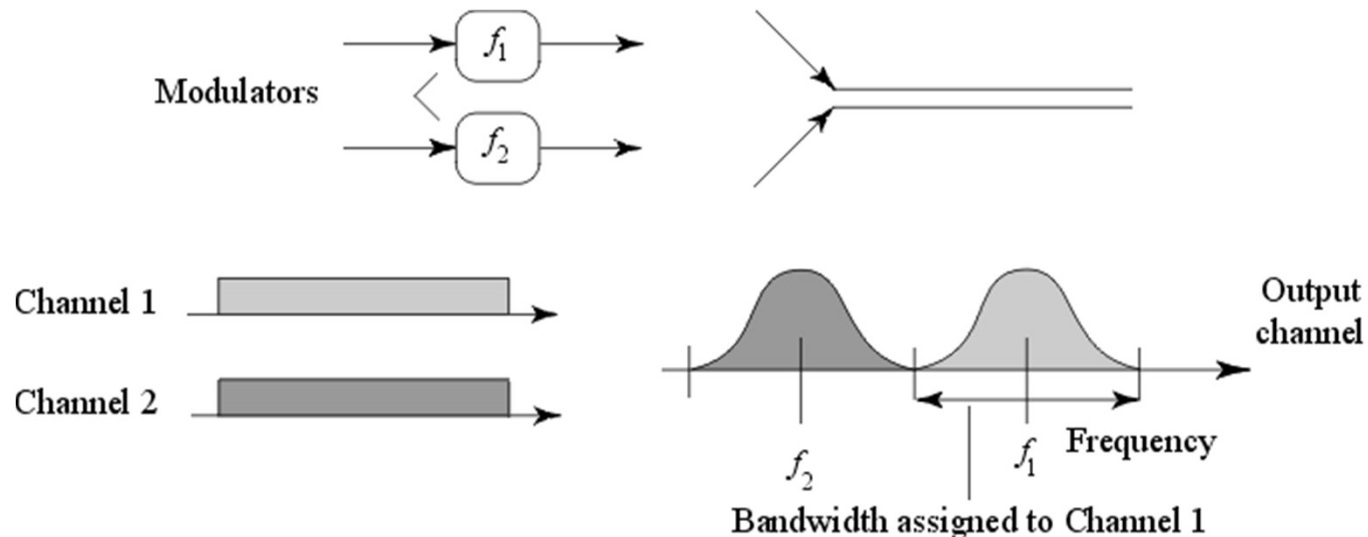 f₁
Modulators
f₂
Channel 1
Channel 2
Output
channel
f₂
f₁ Frequency
Bandwidth assigned to Channel 1